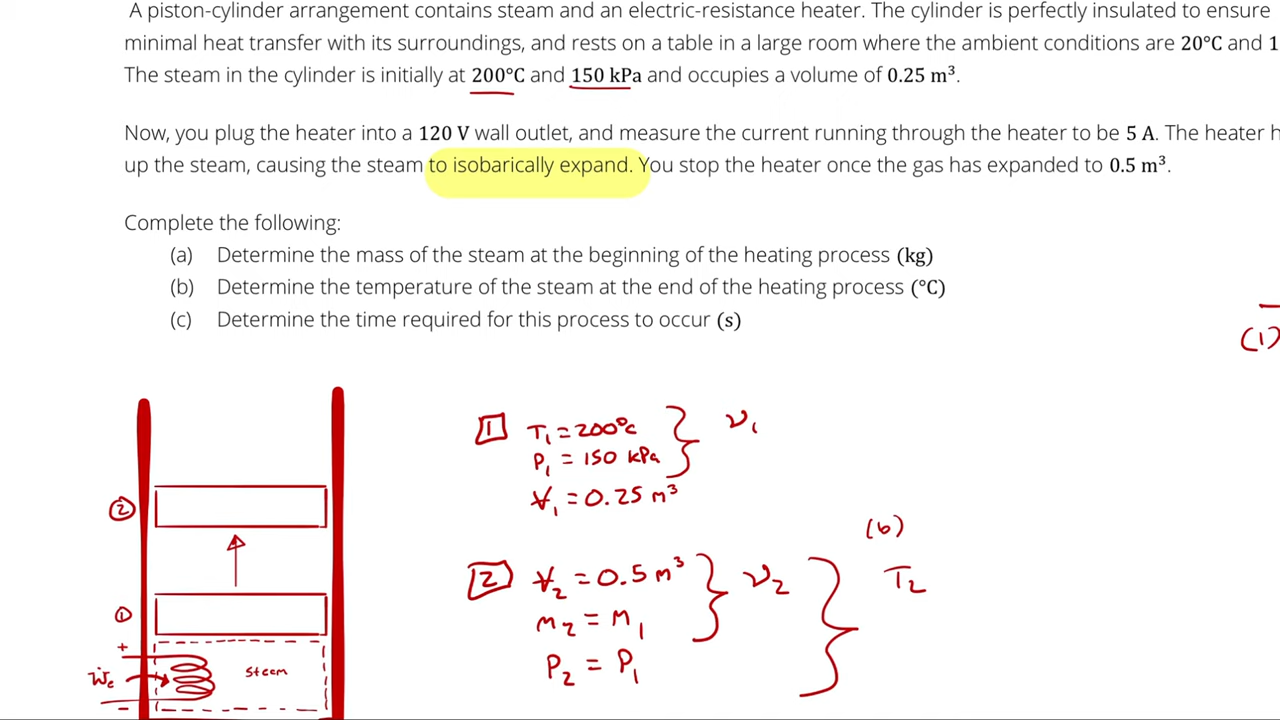 A piston-cylinder arrangement contains steam and an electric-resistance heater. The cylinder is perfectly insulated to ensure
minimal heat transfer with its surroundings, and rests on a table in a large room where the ambient conditions are 20°C and 1
The steam in the cylinder is initially at 200°C and 150 kPa and occupies a volume of 0.25 m³.
Now, you plug the heater into a 120 V wall outlet, and measure the current running through the heater to be 5 A. The heater h
up the steam, causing the steam to isobarically expand. You stop the heater once the gas has expanded to 0.5 m³.
Complete the following:
(a) Determine the mass of the steam at the beginning of the heating process (kg)
(b) Determine the temperature of the steam at the end of the heating process (°C)
(c) Determine the time required for this process to occur (s)
(1)
1 T₁ = 200°C } ν₁
P₁ = 150 kPa
V₁ = 0.25 m³
(b)
2 V₂ = 0.5 m³ } ν₂ } T₂
m₂ = m₁
P₂ = P₁
2
1
+
Ẇe
steam
-